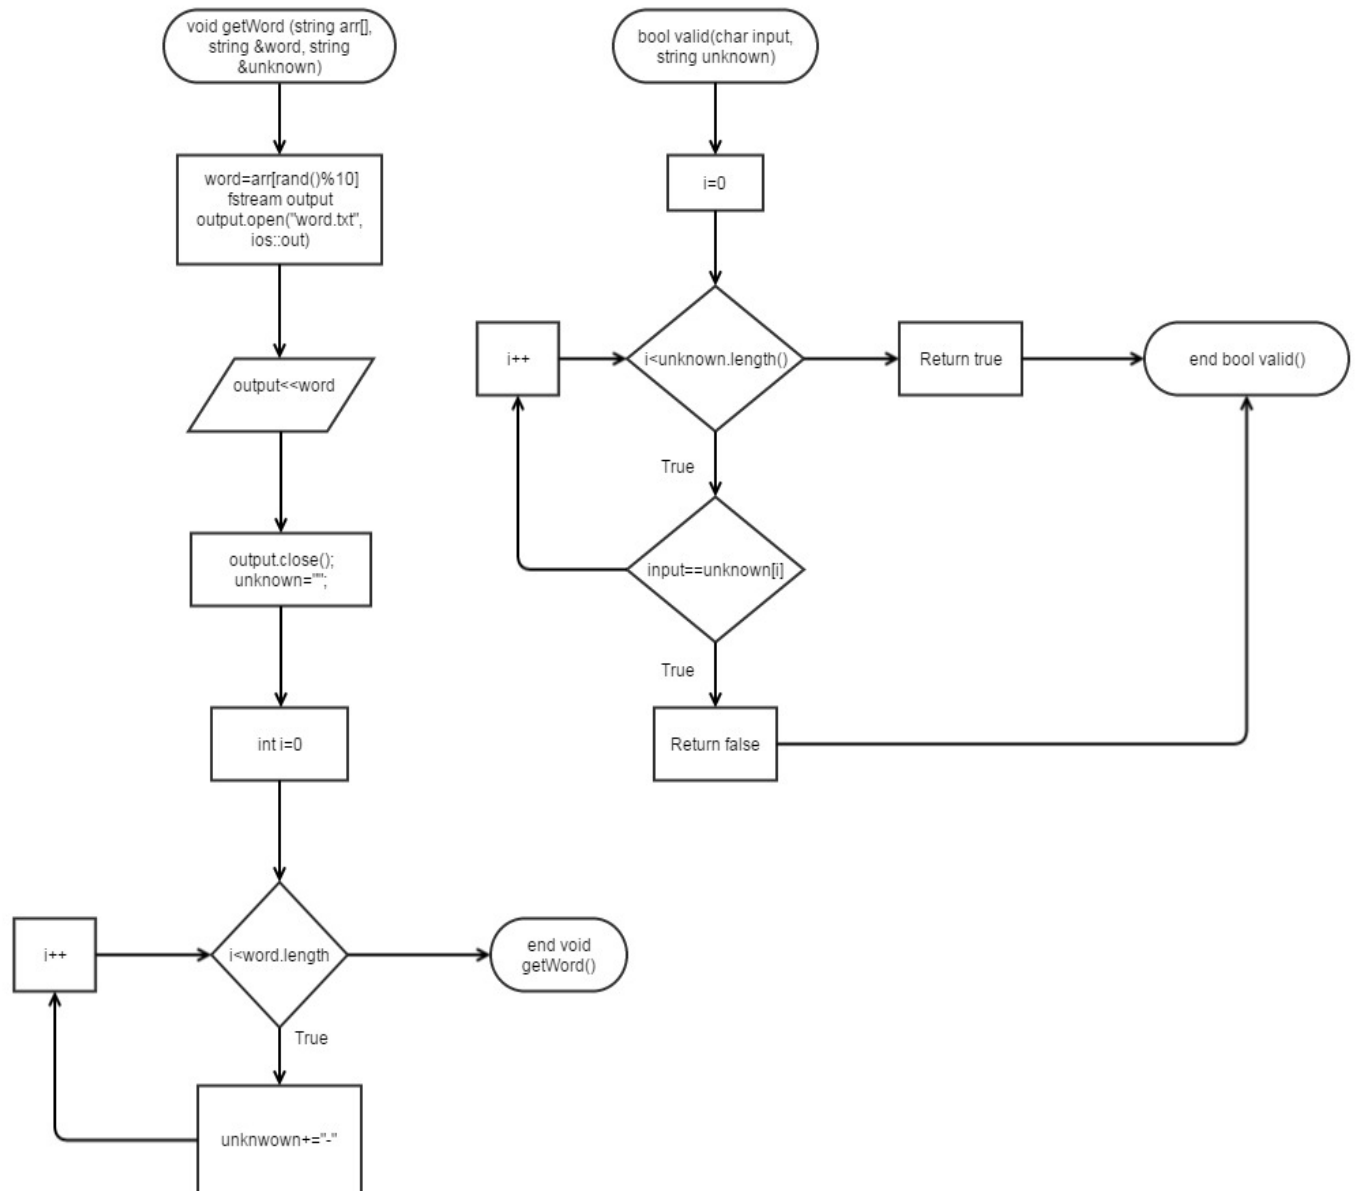 void getWord (string arr[],
string &word, string
&unknown)
word=arr[rand()%10]
fstream output
output.open("word.txt",
ios::out)
output<<word
output.close();
unknown="";
int i=0
i++
i<word.length
end void
getWord()
True
unknwown+="-"
bool valid(char input,
string unknown)
i=0
i++
i<unknown.length()
Return true
end bool valid()
True
input==unknown[i]
True
Return false